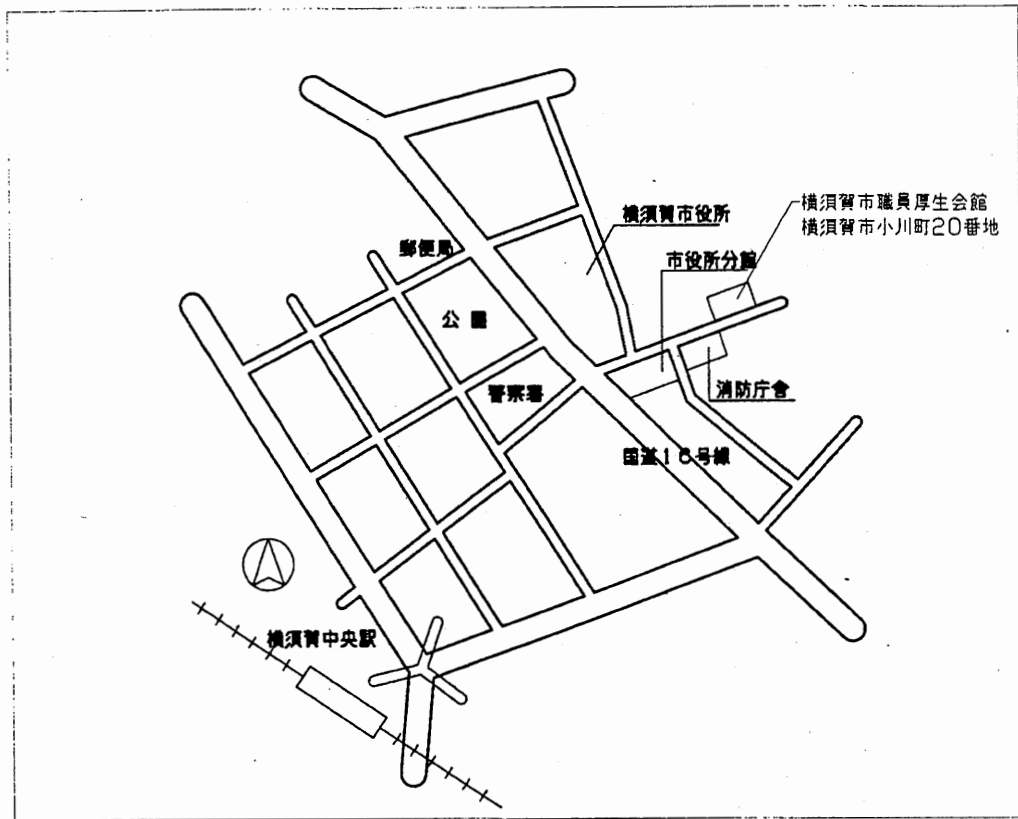 横須賀市職員厚生会館
横須賀市小川町20番地
横須賀市役所
郵便局
市役所分館
公園
警察署
消防庁舎
国道16号線
横須賀中央駅